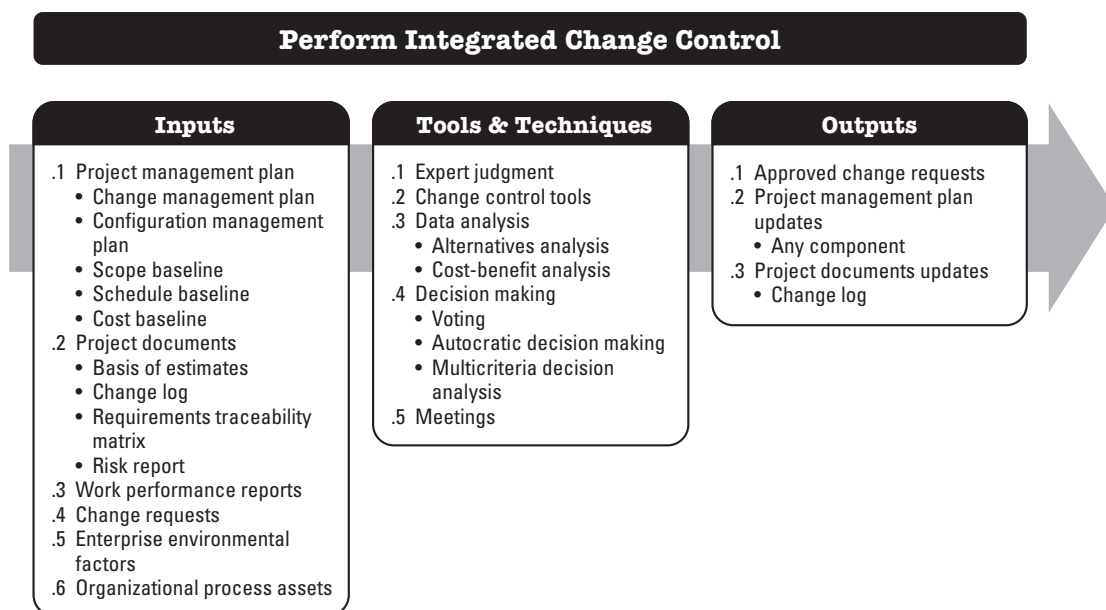 Perform Integrated Change Control
Inputs
.1 Project management plan
• Change management plan
• Configuration management
plan
• Scope baseline
• Schedule baseline
• Cost baseline
.2 Project documents
• Basis of estimates
• Change log
• Requirements traceability
matrix
• Risk report
.3 Work performance reports
.4 Change requests
.5 Enterprise environmental
factors
.6 Organizational process assets
Tools & Techniques
.1 Expert judgment
.2 Change control tools
.3 Data analysis
• Alternatives analysis
• Cost-benefit analysis
.4 Decision making
• Voting
• Autocratic decision making
• Multicriteria decision
analysis
.5 Meetings
Outputs
.1 Approved change requests
.2 Project management plan
updates
• Any component
.3 Project documents updates
• Change log